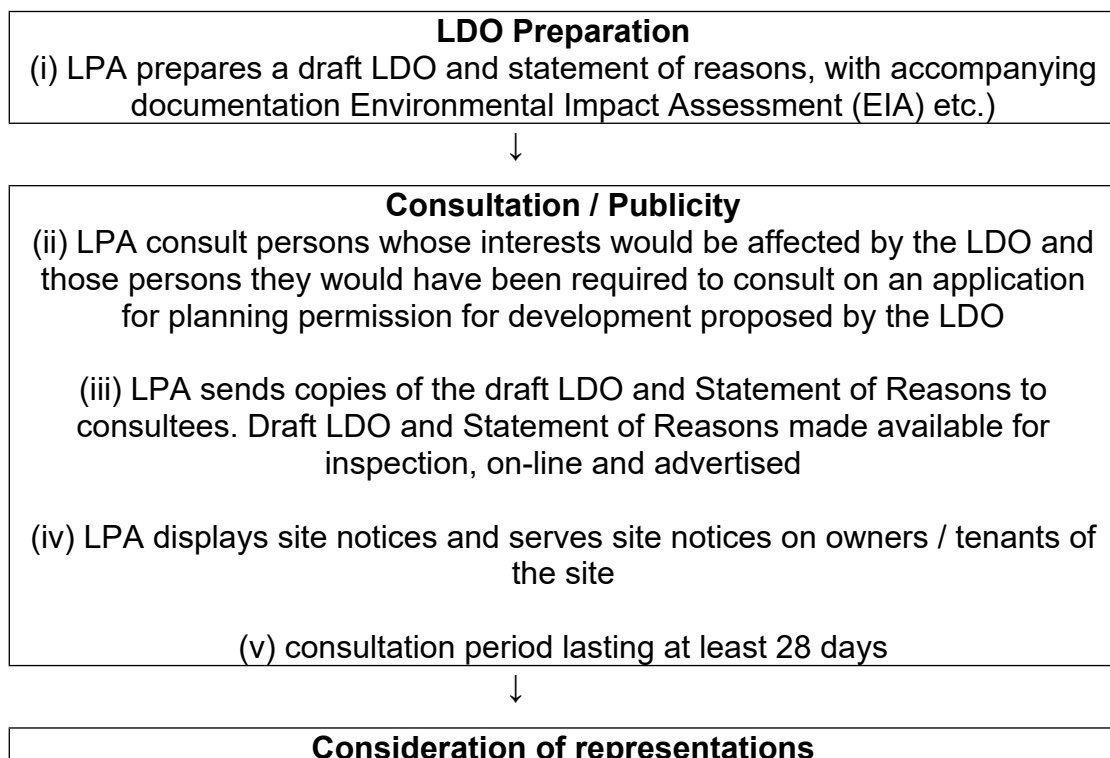 LDO Preparation
(i) LPA prepares a draft LDO and statement of reasons, with accompanying
documentation Environmental Impact Assessment (EIA) etc.)
↓
Consultation / Publicity
(ii) LPA consult persons whose interests would be affected by the LDO and
those persons they would have been required to consult on an application
for planning permission for development proposed by the LDO
(iii) LPA sends copies of the draft LDO and Statement of Reasons to
consultees. Draft LDO and Statement of Reasons made available for
inspection, on-line and advertised
(iv) LPA displays site notices and serves site notices on owners / tenants of
the site
(v) consultation period lasting at least 28 days
↓
Consideration of representations